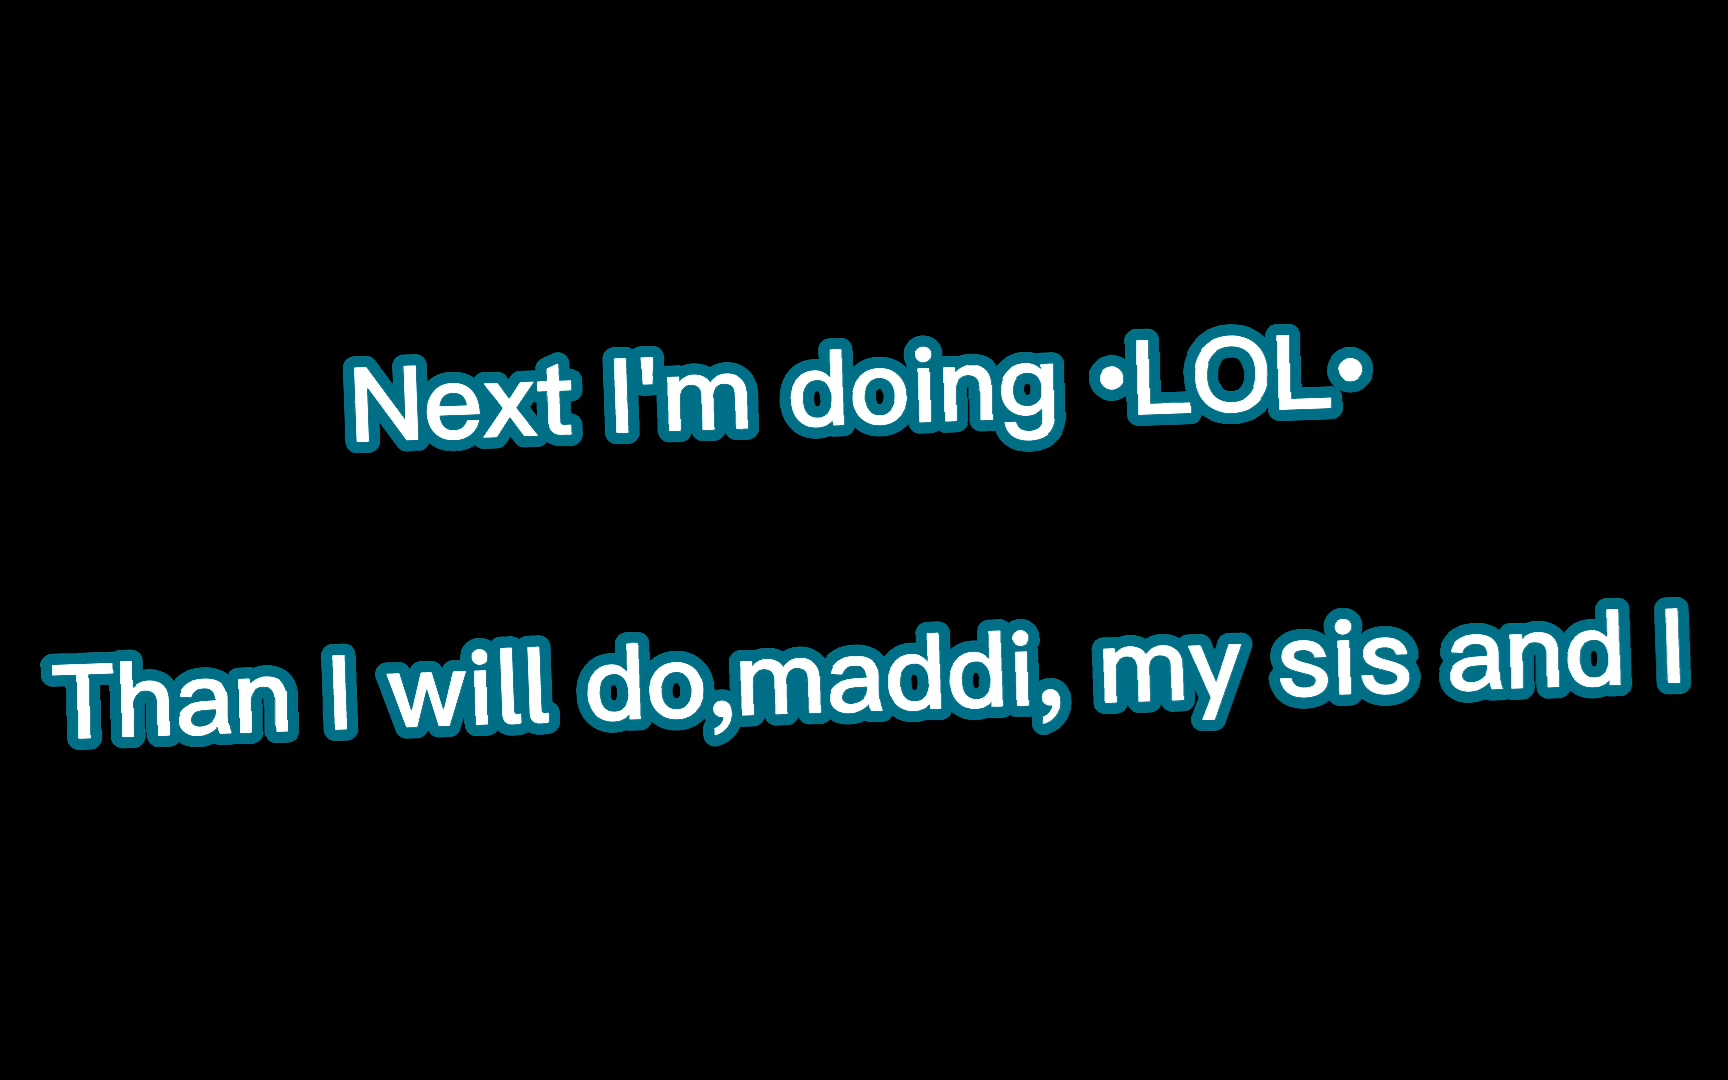 Next I'm doing •LOL•
Than I will do,maddi, my sis and I